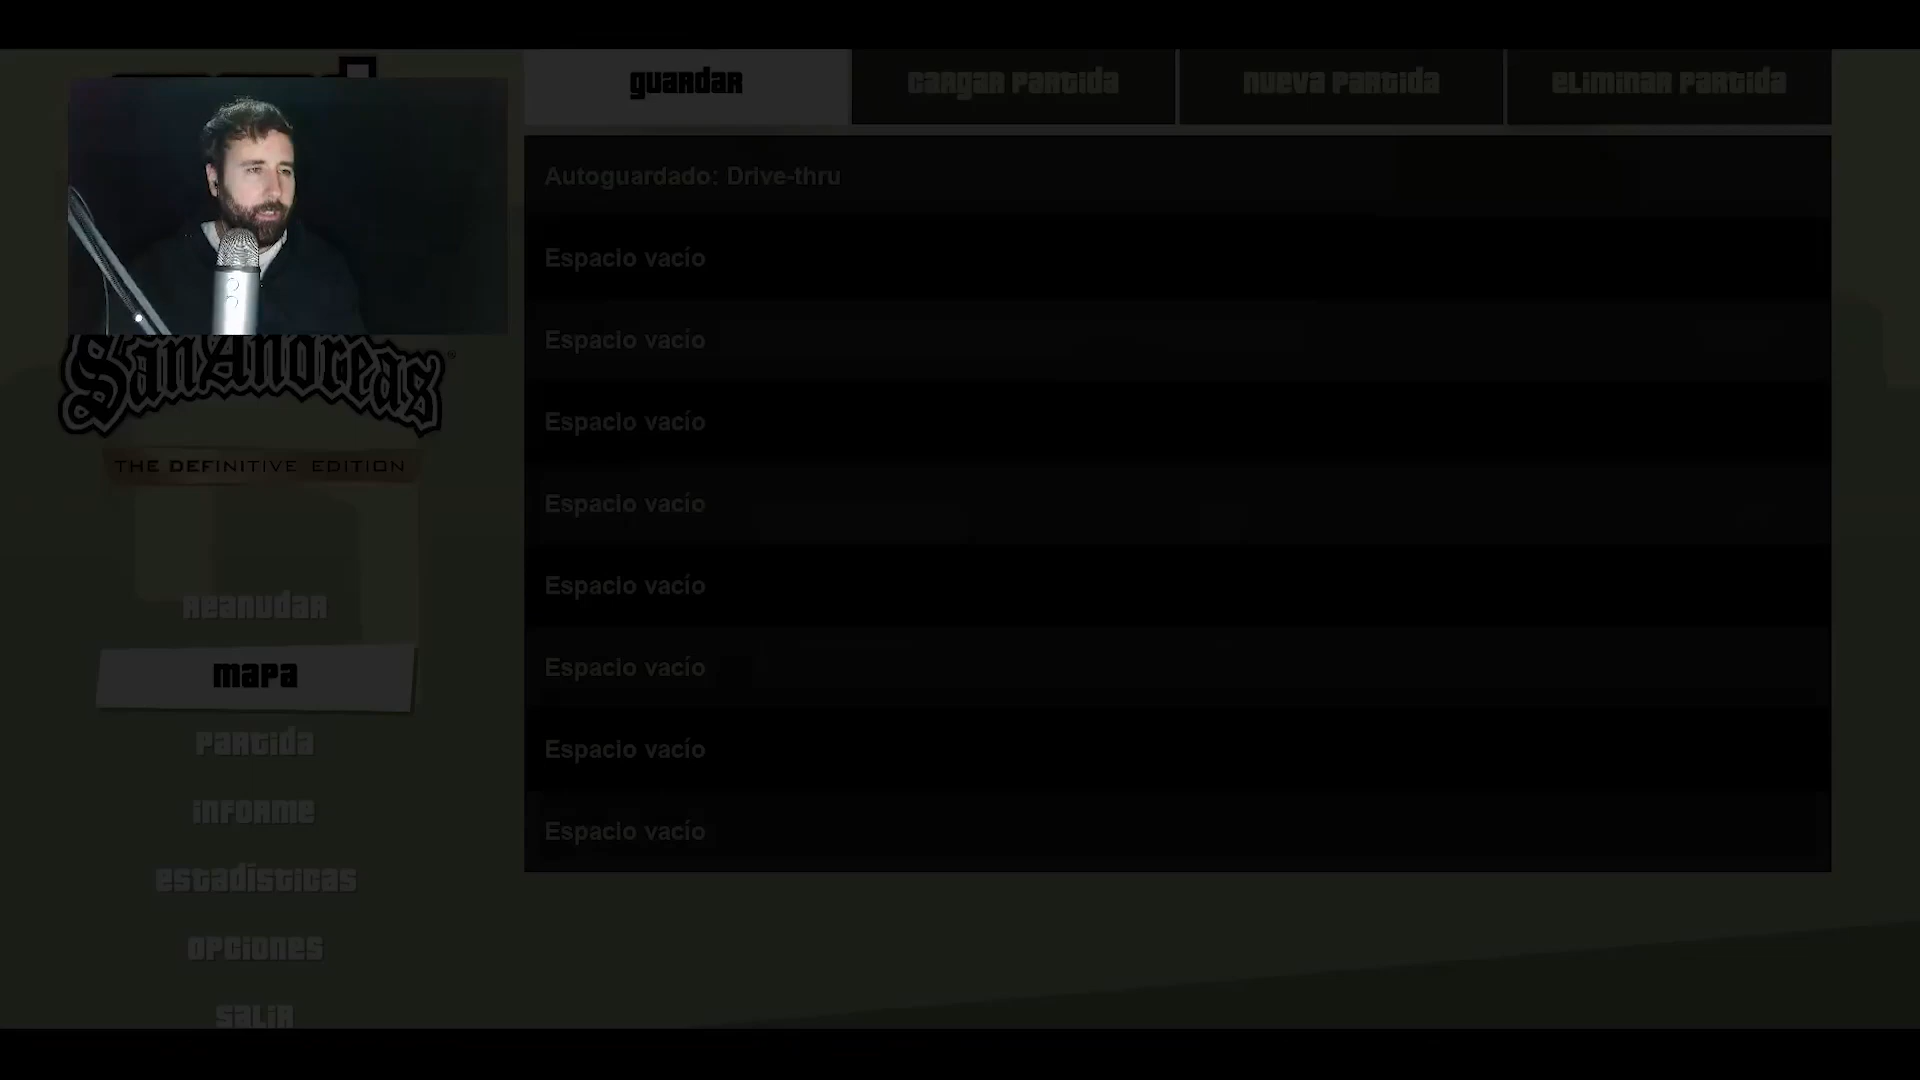 guardar
cargar partida
nueva partida
eliminar partida
Autoguardado: Drive-thru
Espacio vacío
Espacio vacío
Espacio vacío
Espacio vacío
Espacio vacío
Espacio vacío
Espacio vacío
Espacio vacío
San Andreas
THE DEFINITIVE EDITION
reanudar
mapa
partida
informe
estadísticas
opciones
salir